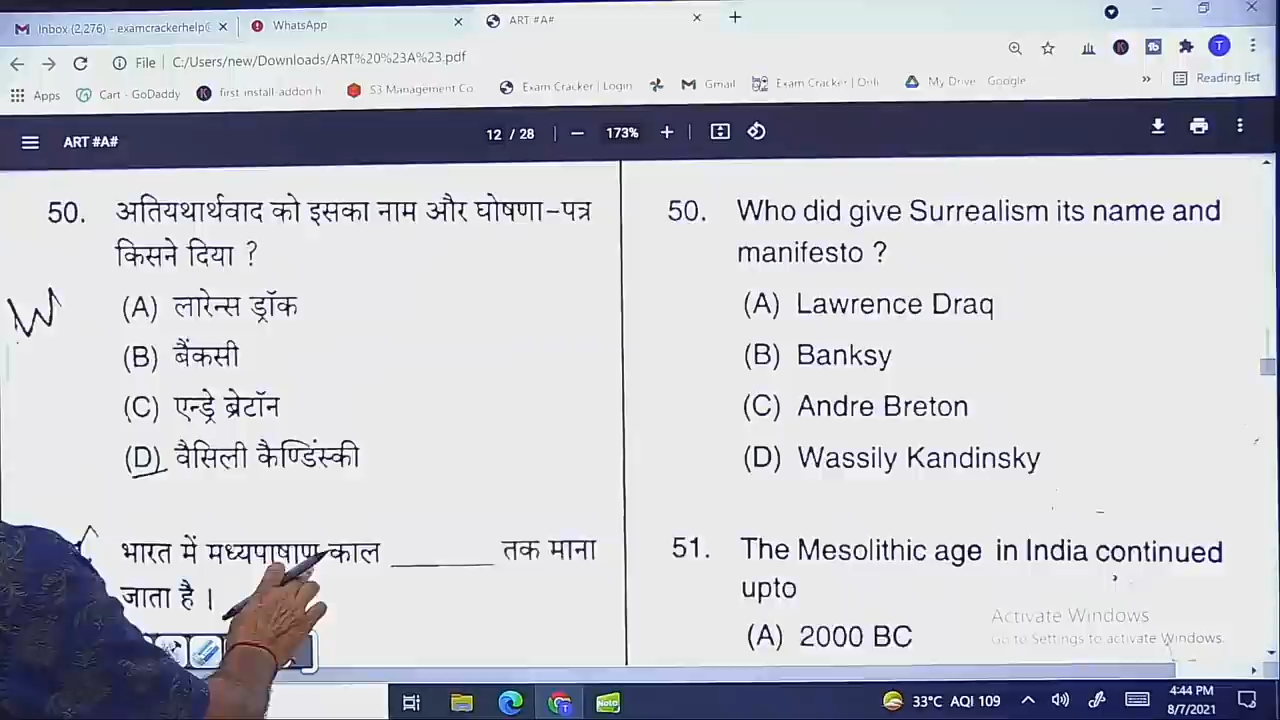 Inbox (2,276) - examcrackerhelp@
WhatsApp
ART #A#
File | C:/Users/new/Downloads/ART%20%23A%23.pdf
Apps
Cart - GoDaddy
first install-addon h
S3 Management Co
Exam Cracker | Login
Gmail
Exam Cracker | Onli
My Drive Google
»
Reading list
ART #A#
12 / 28
173%
50. अतियथार्थवाद को इसका नाम और घोषणा-पत्र
किसने दिया ?
(A) लारेन्स ड्रॉक
(B) बैंकसी
(C) एन्ड्रे ब्रेटॉन
(D) वैसिली कैण्डिंस्की
भारत में मध्यपाषाण काल ______ तक माना
जाता है ।
W
50. Who did give Surrealism its name and
manifesto ?
(A) Lawrence Draq
(B) Banksy
(C) Andre Breton
(D) Wassily Kandinsky
51. The Mesolithic age in India continued
upto
(A) 2000 BC
Activate Windows
Go to Settings to activate Windows.
Note
33°C AQI 109
4:44 PM
8/7/2021